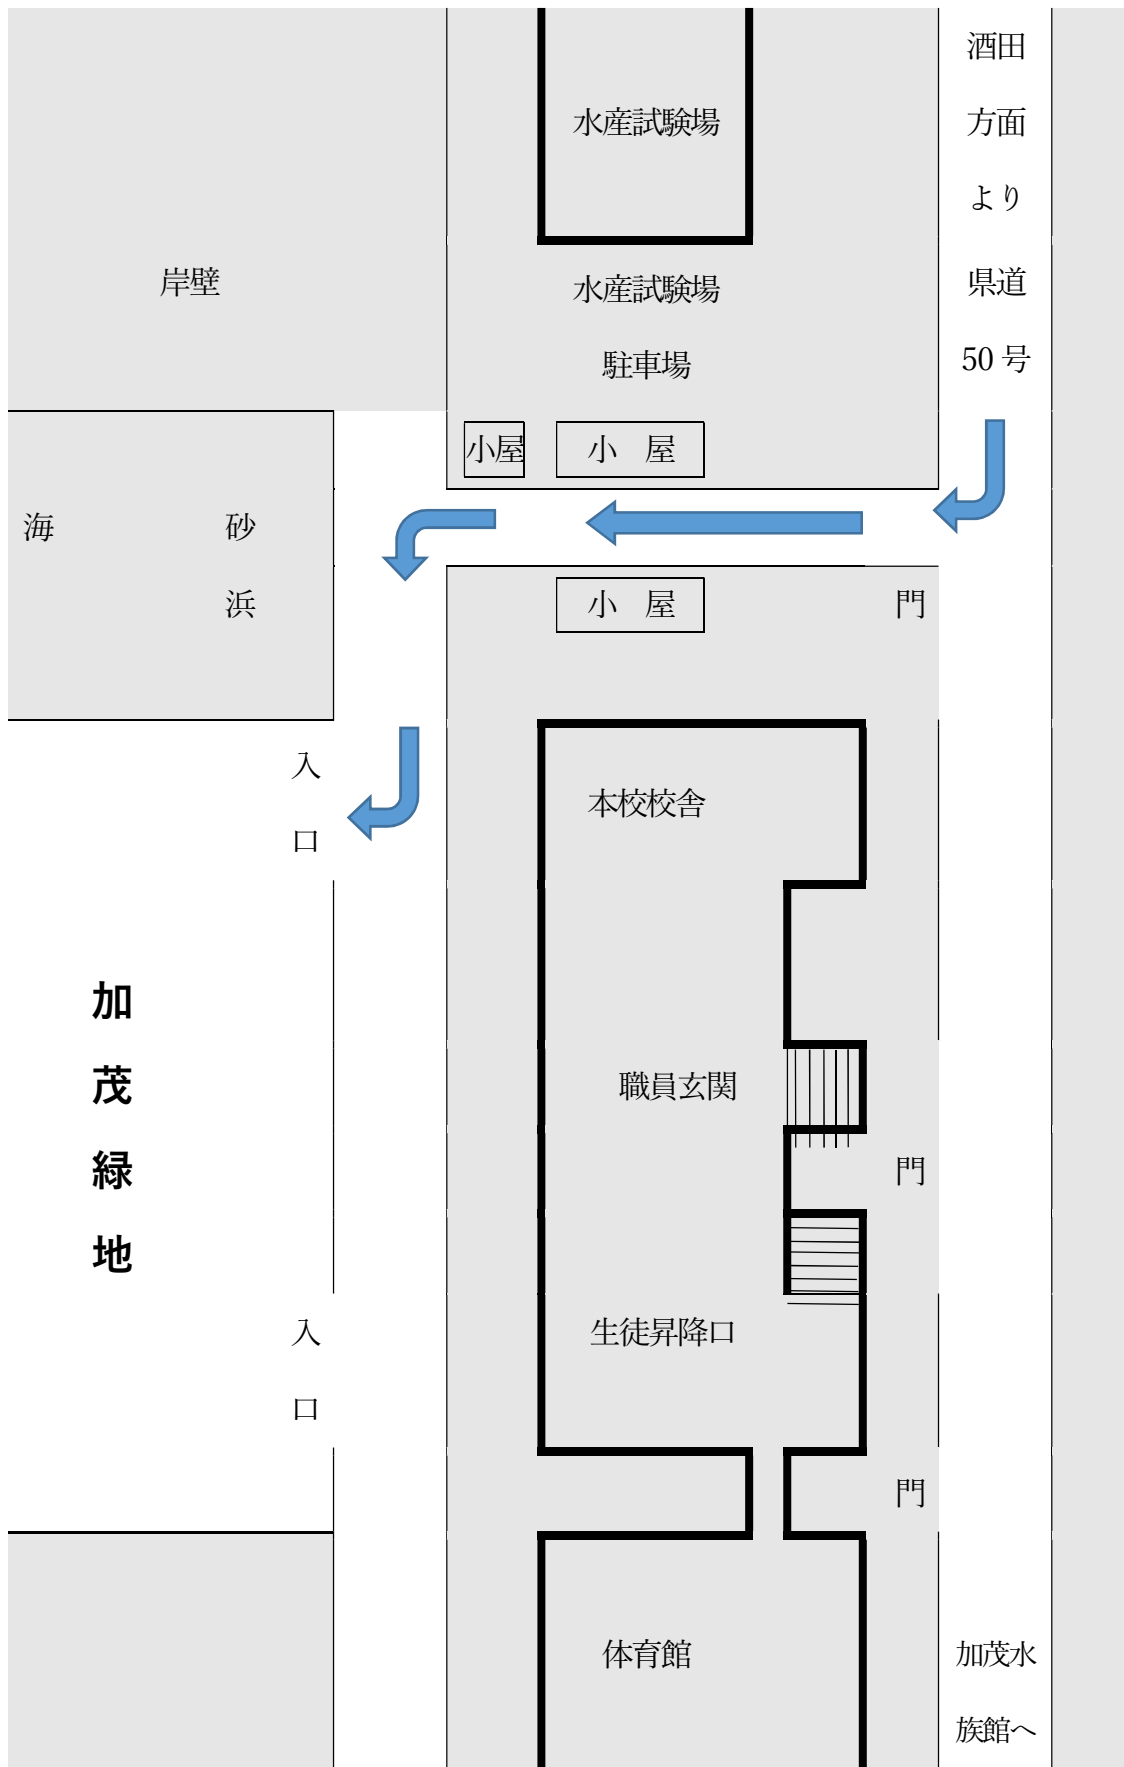 酒田
方面
より
県道
50 号
水産試験場
水産試験場
駐車場
岸壁
小屋
小　屋
海
砂
浜
小　屋
門
入
口
本校校舎
加
茂
緑
地
職員玄関
門
入
口
生徒昇降口
門
体育館
加茂水
族館へ